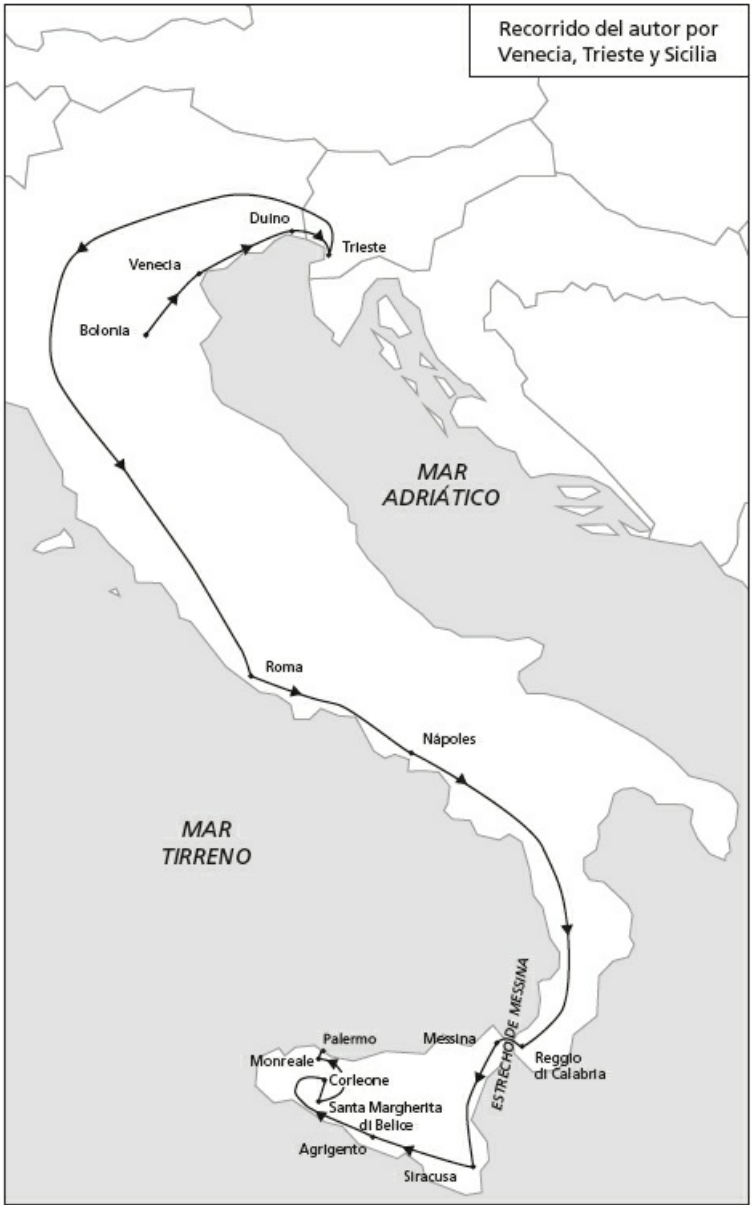 Recorrido del autor por
Venecia, Trieste y Sicilia
Duino
Trieste
Venecia
Bolonia
MAR
ADRIÁTICO
Roma
Nápoles
MAR
TIRRENO
ESTRECHO DE MESSINA
Messina
Palermo
Monreale
Reggio
di Calabria
Corleone
Santa Margherita
di Belice
Agrigento
Siracusa